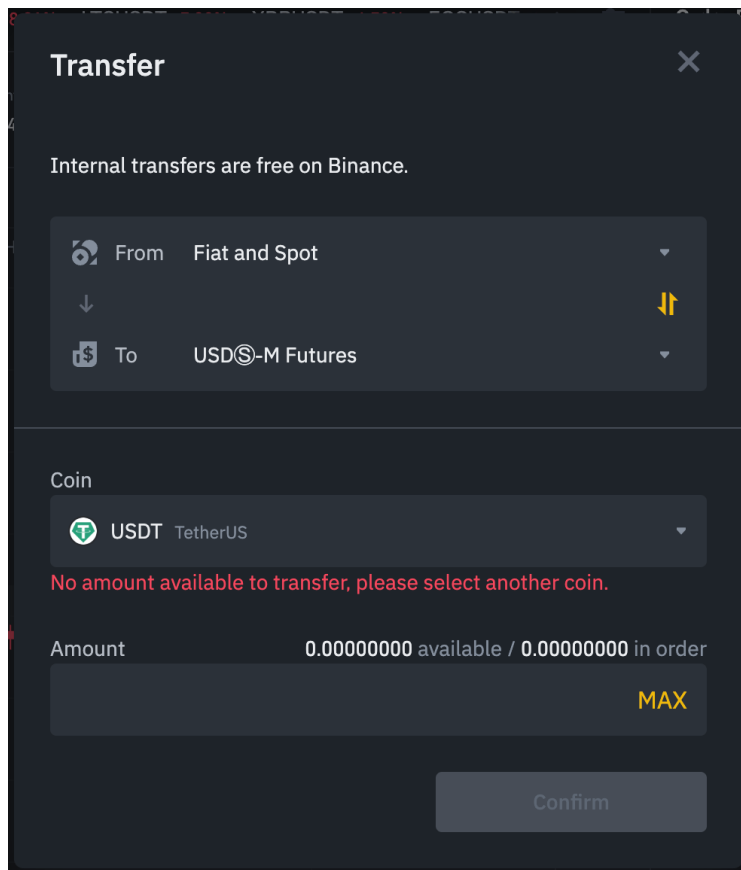 Transfer
Internal transfers are free on Binance.
From Fiat and Spot
To USDⓈ-M Futures
Coin
USDT TetherUS
No amount available to transfer, please select another coin.
Amount 0.00000000 available / 0.00000000 in order
MAX
Confirm